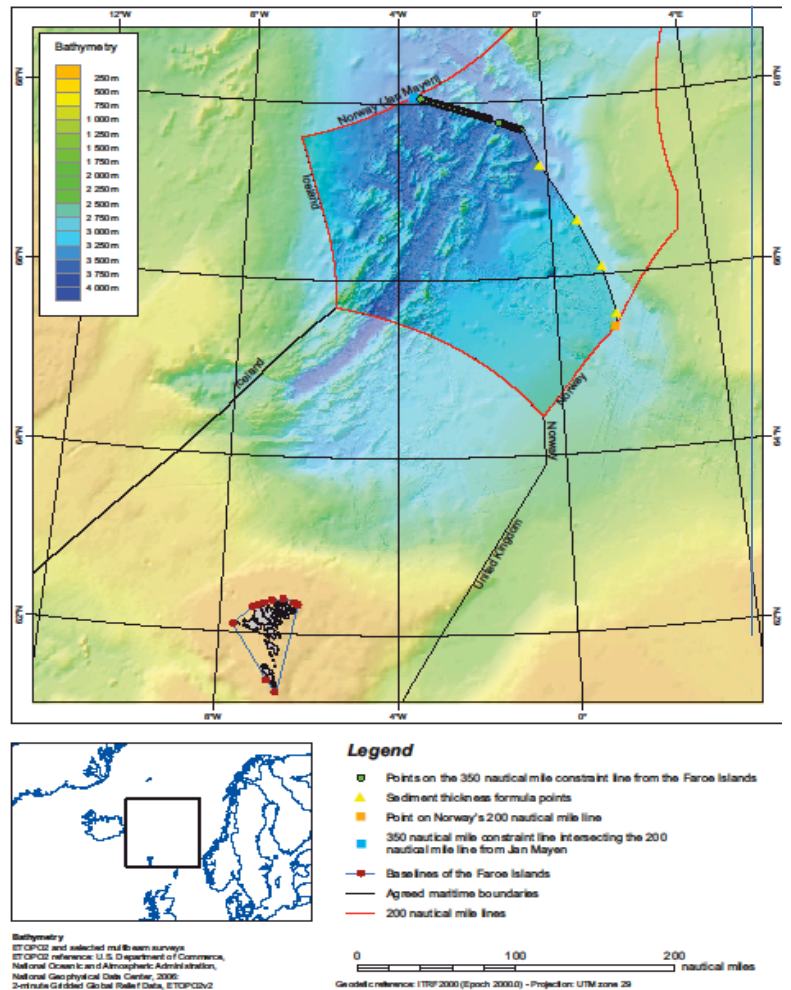 12°W 8°W 4°W 0° 4°E
Bathymetry
250 m
500 m
750 m
1 000 m
1 250 m
1 500 m
1 750 m
2 000 m
2 250 m
2 500 m
2 750 m
3 000 m
3 250 m
3 500 m
3 750 m
4 000 m
68°N
68°N
Norway (Jan Mayen)
Iceland
66°N
66°N
Iceland
Norway
Norway
64°N
64°N
United Kingdom
62°N
62°N
8°W 4°W 0°
Legend
Points on the 350 nautical mile constraint line from the Faroe Islands
Sediment thickness formula points
Point on Norway's 200 nautical mile line
350 nautical mile constraint line intersecting the 200
nautical mile line from Jan Mayen
Baselines of the Faroe Islands
Agreed maritime boundaries
200 nautical mile lines
Bathymetry
ETOPO2 and selected multibeam surveys
ETOPO2 reference: U.S. Department of Commerce,
National Oceanic and Atmospheric Administration,
National Geophysical Data Center, 2006:
2-minute Gridded Global Relief Data, ETOPO2v2
0 100 200
nautical miles
Geodetic reference: ITRF2000 (Epoch 2000.0) - Projection: UTM zone 29